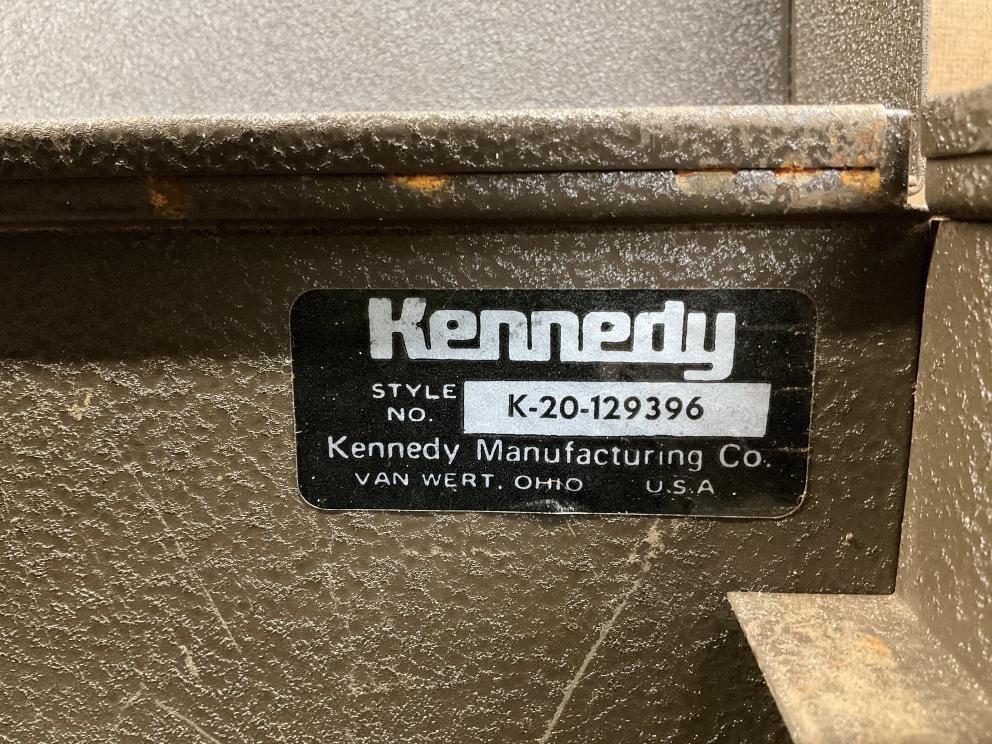 Kennedy
STYLE
NO. K-20-129396
Kennedy Manufacturing Co.
VAN WERT, OHIO U.S.A